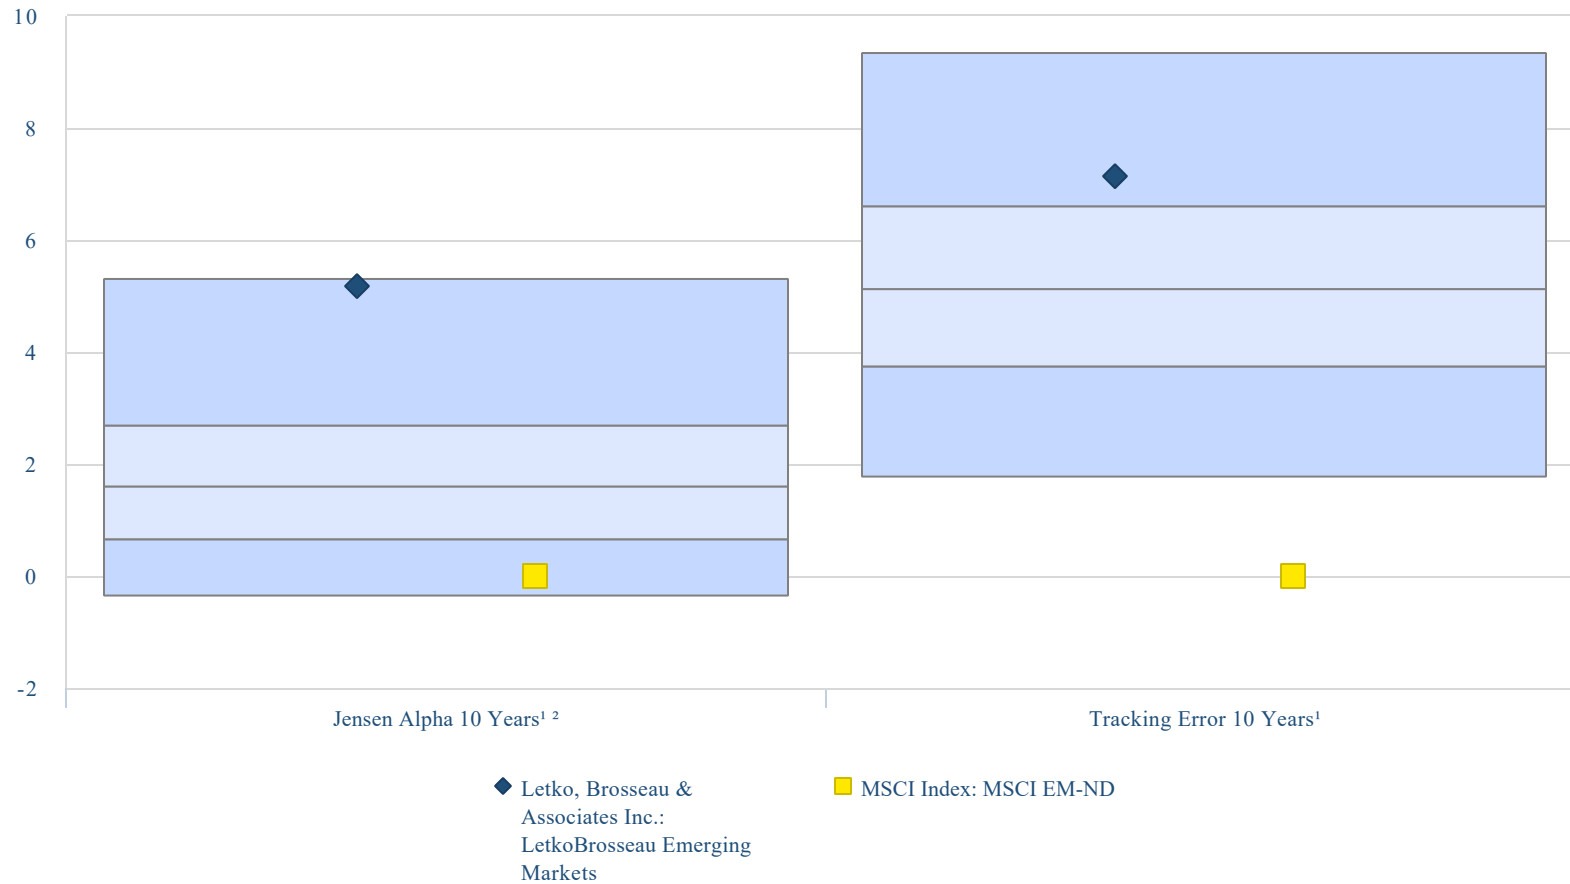 10
8
6
4
2
0
-2
Jensen Alpha 10 Years¹ ²
Tracking Error 10 Years¹
Letko, Brosseau &
Associates Inc.:
LetkoBrosseau Emerging
Markets
MSCI Index: MSCI EM-ND